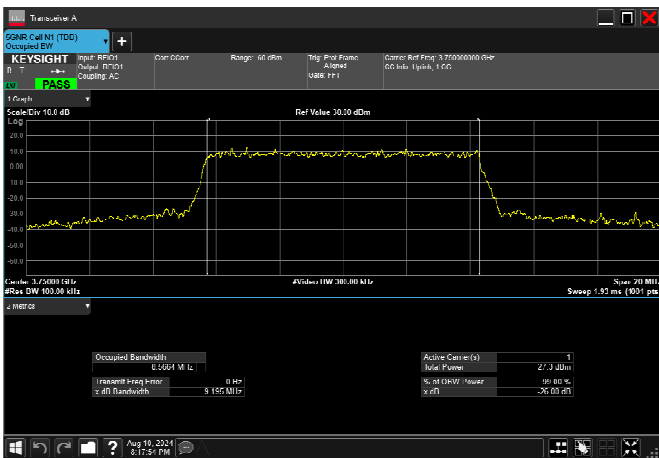 Transceiver A
5GNR Cell N1 (TBD)
Occupied BW
KEYSIGHT
R T
PASS
Input: RFIO1
Output: RFIO1
Coupling: AC
Corr: CCorr
Range: -60 dBm
Trig: Prot Frame
Aligned
Gate: FFT
Carrier Ref Freq: 3.750000000 GHz
CC Info: Uplink, 1 CC
1 Graph
Scale/Div 10.0 dB
Ref Value 30.00 dBm
Log
20.0
10.0
0.00
-10.0
-20.0
-30.0
-40.0
-50.0
-60.0
Center 3.75000 GHz
#Video BW 300.00 kHz
Span 20 MHz
#Res BW 100.00 kHz
Sweep 1.93 ms (1001 pts
2 Metrics
Occupied Bandwidth
8.5664 MHz
Transmit Freq Error 0 Hz
x dB Bandwidth 9.195 MHz
Active Carrier(s) 1
Total Power 27.3 dBm
% of OBW Power 99.00 %
x dB -26.00 dB
Aug 10, 2024
8:17:54 PM